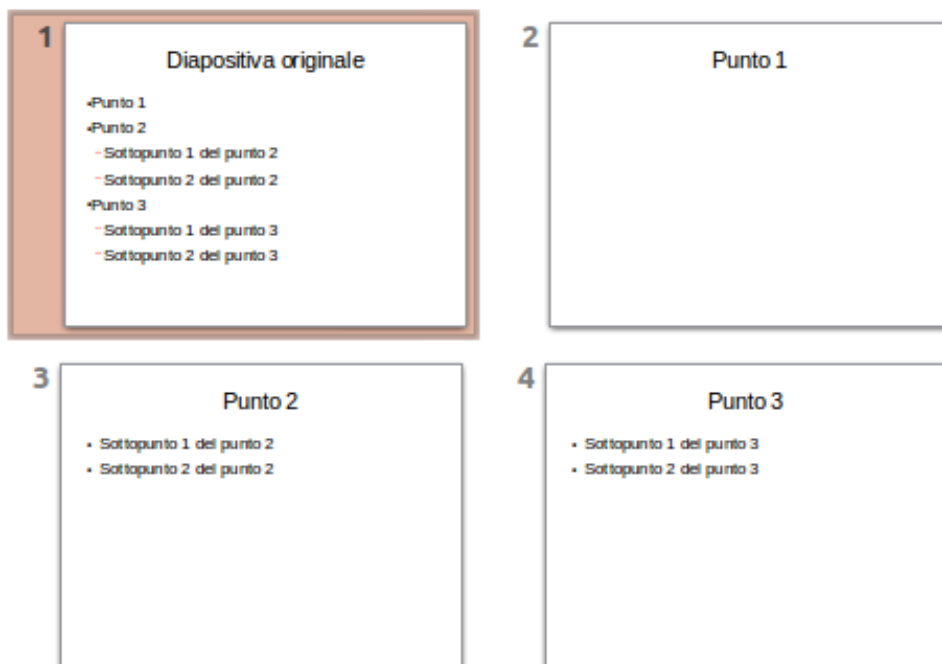 1
Diapositiva originale
•Punto 1
•Punto 2
–Sottopunto 1 del punto 2
–Sottopunto 2 del punto 2
•Punto 3
–Sottopunto 1 del punto 3
–Sottopunto 2 del punto 3
2
Punto 1
3
Punto 2
• Sottopunto 1 del punto 2
• Sottopunto 2 del punto 2
4
Punto 3
• Sottopunto 1 del punto 3
• Sottopunto 2 del punto 3